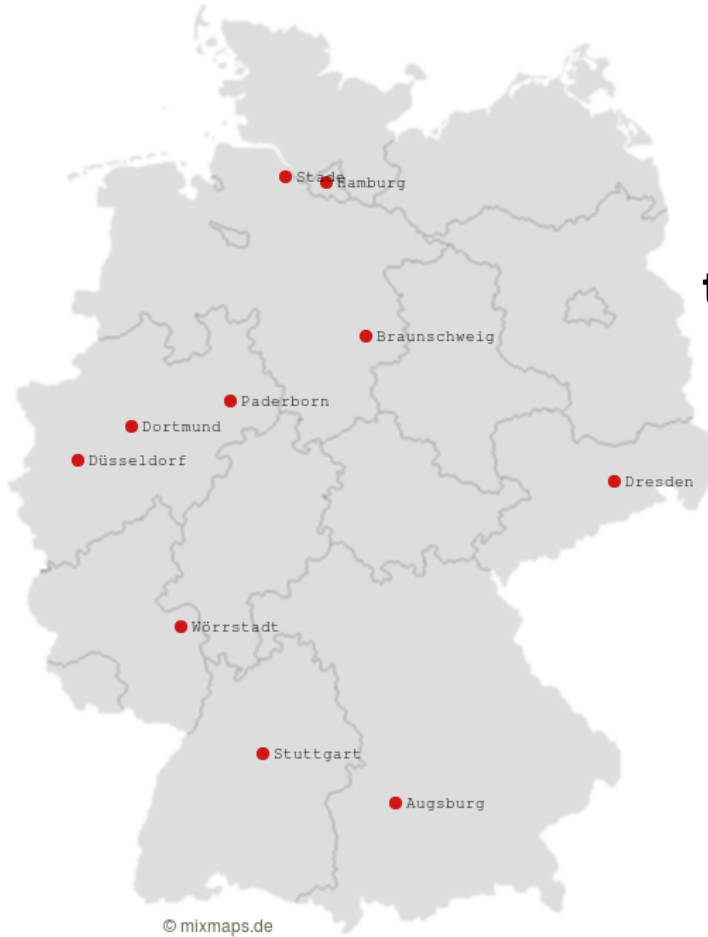 Stade
Hamburg
t
Braunschweig
Paderborn
Dortmund
Düsseldorf
Dresden
Wörrstadt
Stuttgart
Augsburg
© mixmaps.de